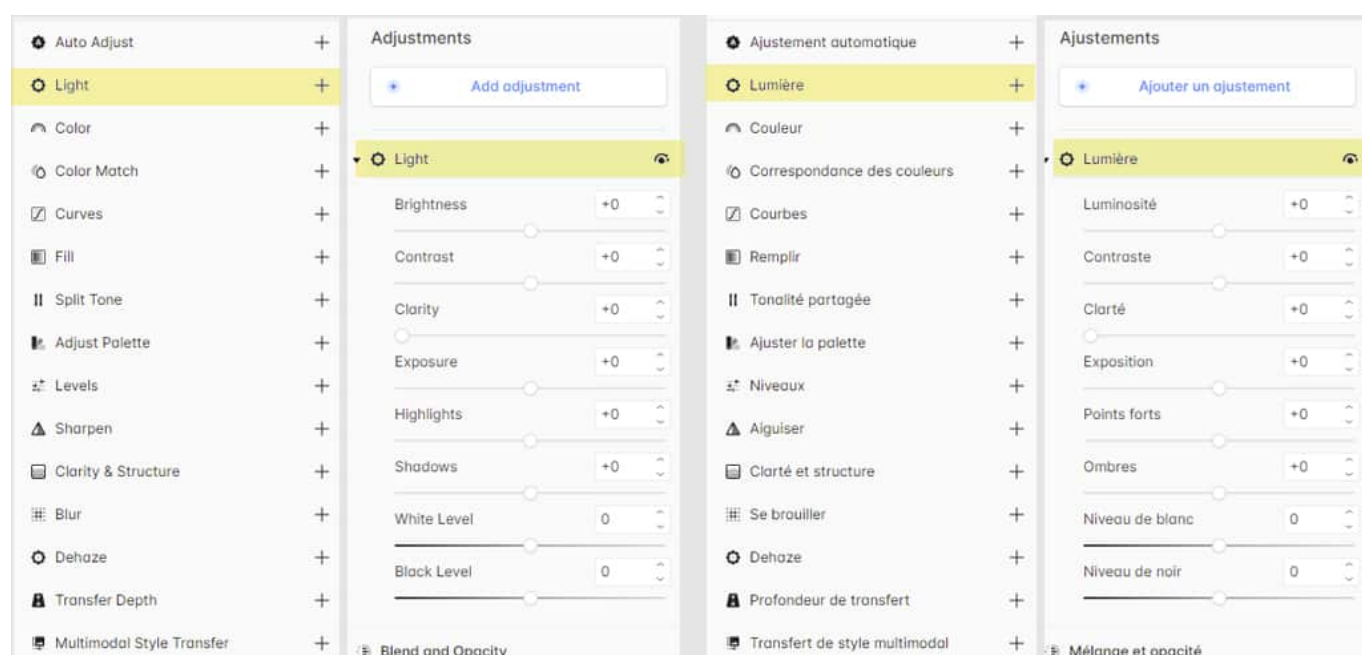 Auto Adjust
Light
Color
Color Match
Curves
Fill
Split Tone
Adjust Palette
Levels
Sharpen
Clarity & Structure
Blur
Dehaze
Transfer Depth
Multimodal Style Transfer
Adjustments
Add adjustment
Light
Brightness +0
Contrast +0
Clarity +0
Exposure +0
Highlights +0
Shadows +0
White Level 0
Black Level 0
Blend and Opacity
Ajustement automatique
Lumière
Couleur
Correspondance des couleurs
Courbes
Remplir
Tonalité partagée
Ajuster la palette
Niveaux
Aiguiser
Clarté et structure
Se brouiller
Dehaze
Profondeur de transfert
Transfert de style multimodal
Ajustements
Ajouter un ajustement
Lumière
Luminosité +0
Contraste +0
Clarté +0
Exposition +0
Points forts +0
Ombres +0
Niveau de blanc 0
Niveau de noir 0
Mélange et opacité